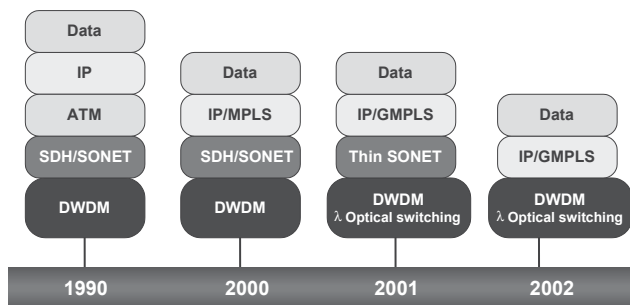 Data
IP
ATM
SDH/SONET
DWDM
Data
IP/MPLS
SDH/SONET
DWDM
Data
IP/GMPLS
Thin SONET
DWDM
λ Optical switching
Data
IP/GMPLS
DWDM
λ Optical switching
1990
2000
2001
2002